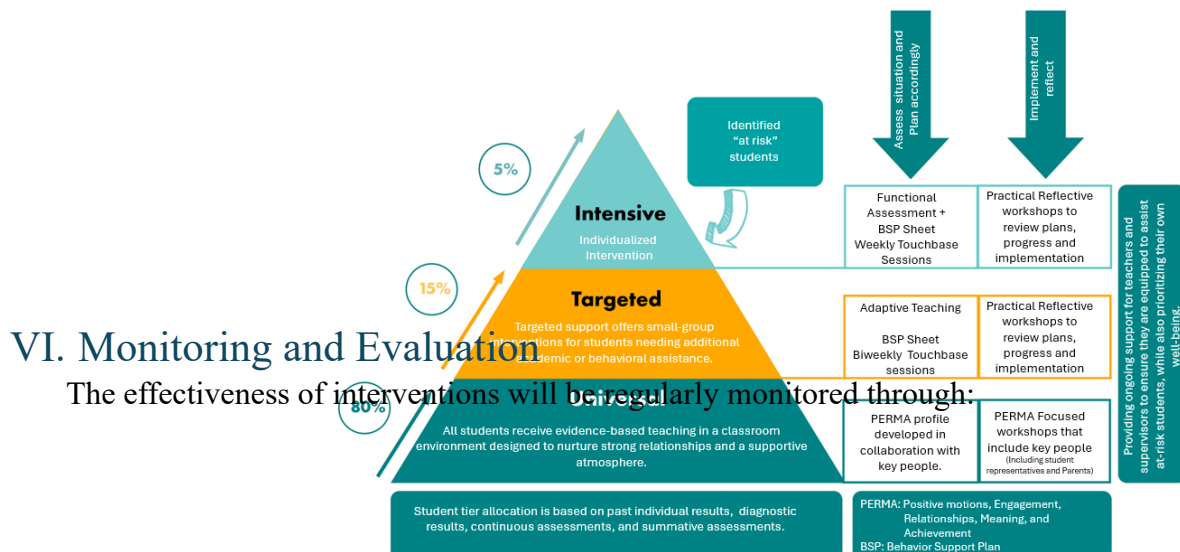 Assess situation and
Plan accordingly
Implement and
reflect
Identified
“at risk”
students
5%
Intensive
Individualized
Intervention
Functional
Assessment +
BSP Sheet
Weekly Touchbase
Sessions
Practical Reflective
workshops to
review plans,
progress and
implementation
15%
Targeted
Targeted support offers small-group
interventions for students needing additional
academic or behavioral assistance.
Adaptive Teaching
BSP Sheet
Biweekly Touchbase
sessions
Practical Reflective
workshops to
review plans,
progress and
implementation
VI. Monitoring and Evaluation
The effectiveness of interventions will be regularly monitored through:
80%
Universal
All students receive evidence-based teaching in a classroom
environment designed to nurture strong relationships and a supportive
atmosphere.
PERMA profile
developed in
collaboration with
key people.
PERMA Focused
workshops that
include key people
(Including student
representatives and Parents)
Providing ongoing support for teachers and
supervisors to ensure they are equipped to assist
at-risk students, while also prioritizing their own
well-being.
Student tier allocation is based on past individual results, diagnostic
results, continuous assessments, and summative assessments.
PERMA: Positive motions, Engagement,
Relationships, Meaning, and
Achievement
BSP: Behavior Support Plan